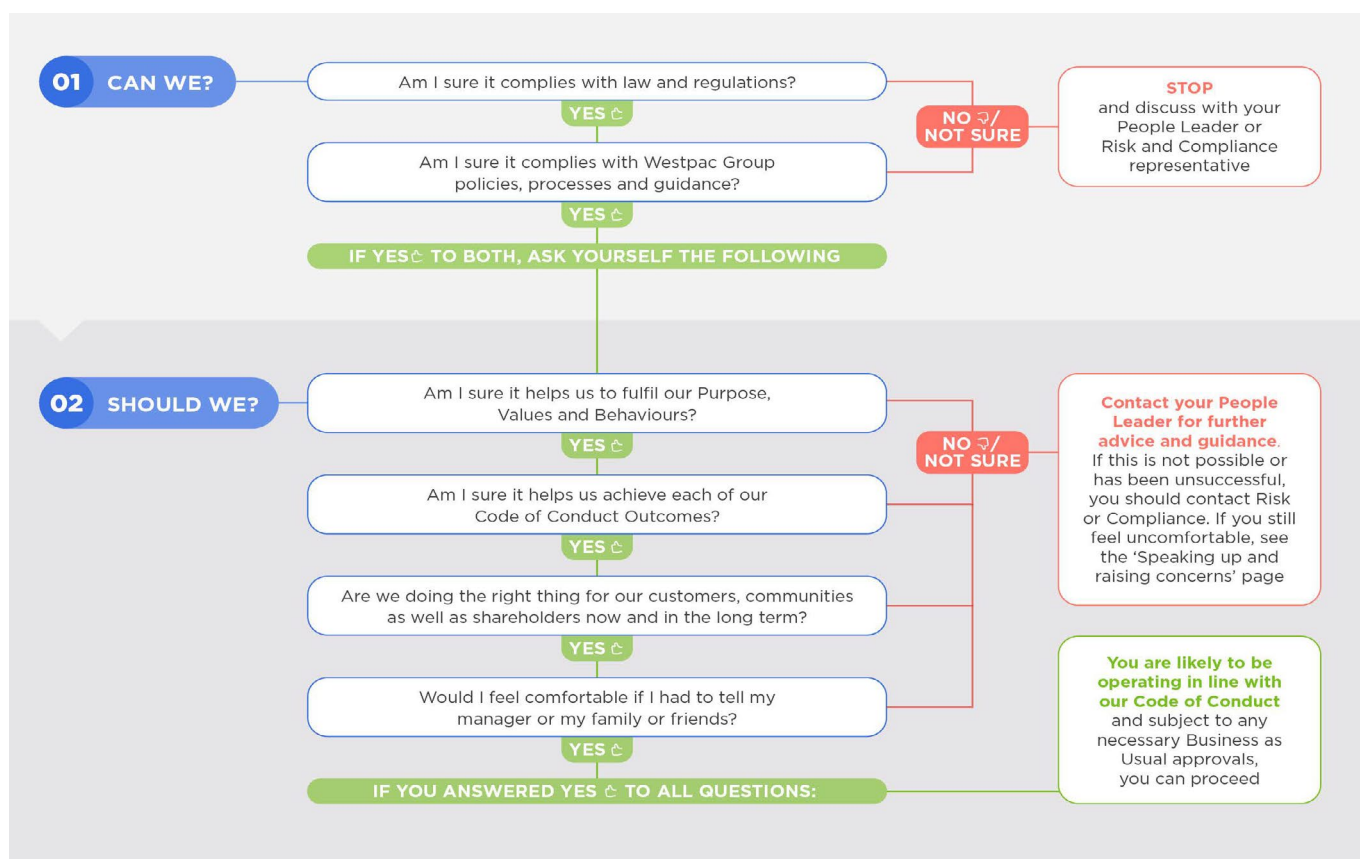 01 CAN WE?
Am I sure it complies with law and regulations?
YES
Am I sure it complies with Westpac Group
policies, processes and guidance?
YES
NO /
NOT SURE
STOP
and discuss with your
People Leader or
Risk and Compliance
representative
IF YES TO BOTH, ASK YOURSELF THE FOLLOWING
02 SHOULD WE?
Am I sure it helps us to fulfil our Purpose,
Values and Behaviours?
YES
Am I sure it helps us achieve each of our
Code of Conduct Outcomes?
YES
Are we doing the right thing for our customers, communities
as well as shareholders now and in the long term?
YES
Would I feel comfortable if I had to tell my
manager or my family or friends?
YES
NO /
NOT SURE
Contact your People
Leader for further
advice and guidance.
If this is not possible or
has been unsuccessful,
you should contact Risk
or Compliance. If you still
feel uncomfortable, see
the ‘Speaking up and
raising concerns’ page
IF YOU ANSWERED YES TO ALL QUESTIONS:
You are likely to be
operating in line with
our Code of Conduct
and subject to any
necessary Business as
Usual approvals,
you can proceed